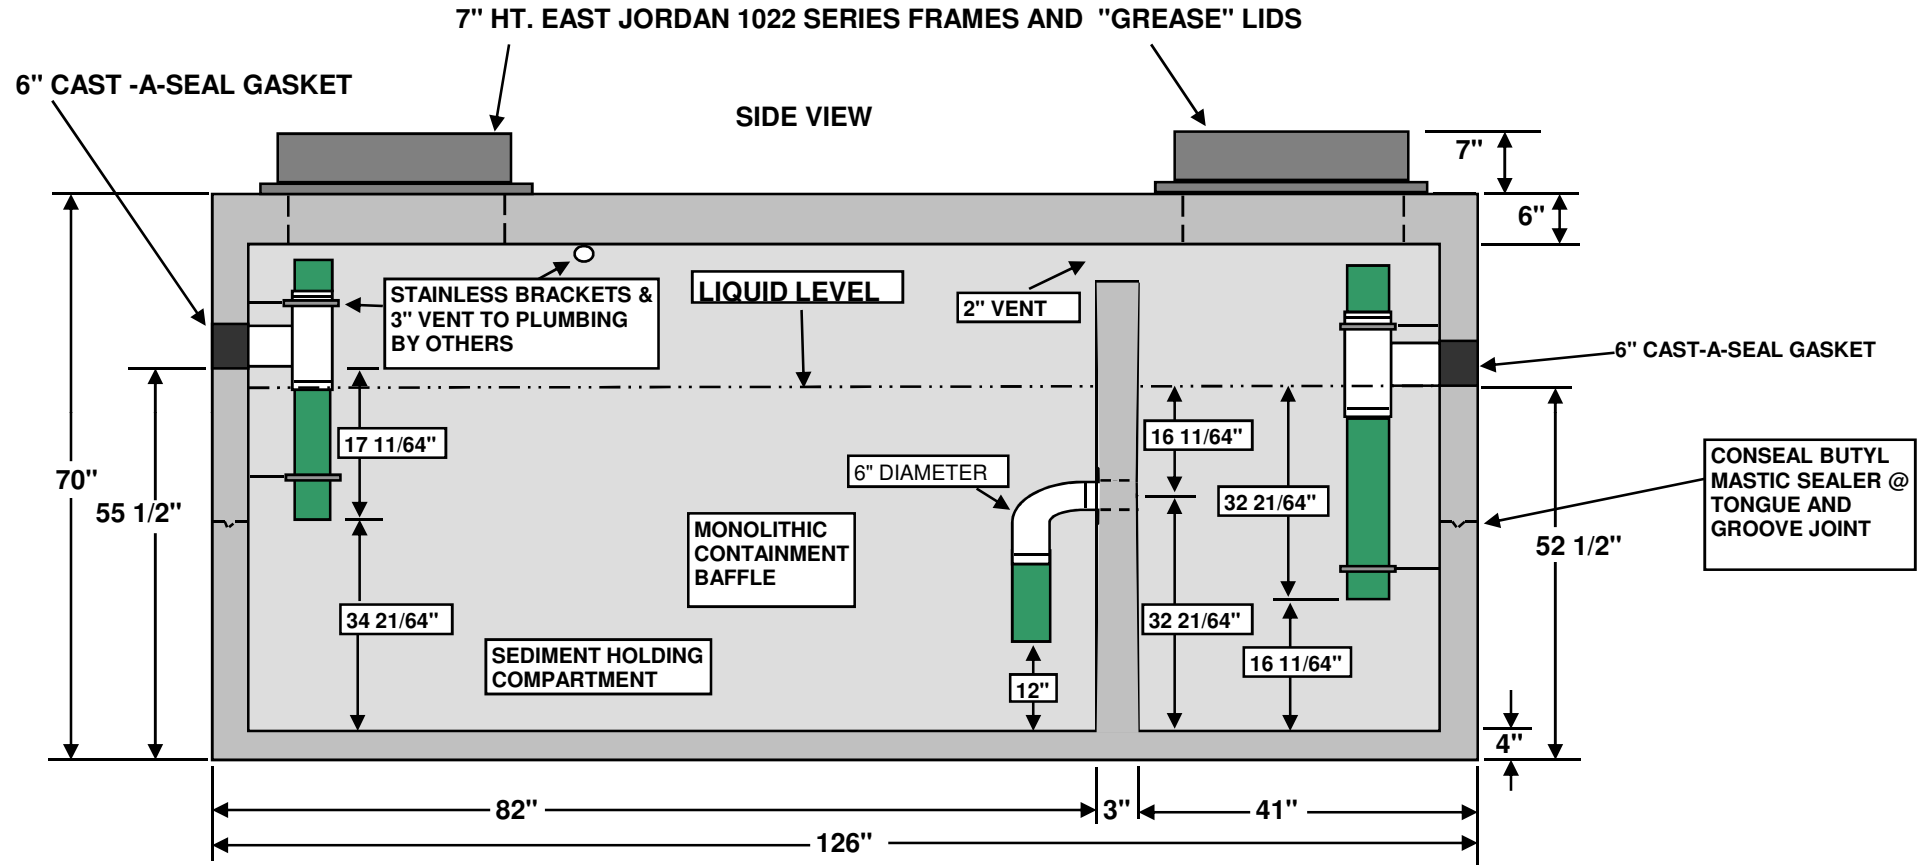 7" HT. EAST JORDAN 1022 SERIES FRAMES AND "GREASE" LIDS
6" CAST -A-SEAL GASKET
SIDE VIEW
7"
6"
STAINLESS BRACKETS &
3" VENT TO PLUMBING
BY OTHERS
LIQUID LEVEL
2" VENT
6" CAST-A-SEAL GASKET
17 11/64"
16 11/64"
6" DIAMETER
32 21/64"
CONSEAL BUTYL
MASTIC SEALER @
TONGUE AND
GROOVE JOINT
70"
55 1/2"
MONOLITHIC
CONTAINMENT
BAFFLE
52 1/2"
34 21/64"
32 21/64"
SEDIMENT HOLDING
COMPARTMENT
12"
16 11/64"
4"
82"
3"
41"
126"